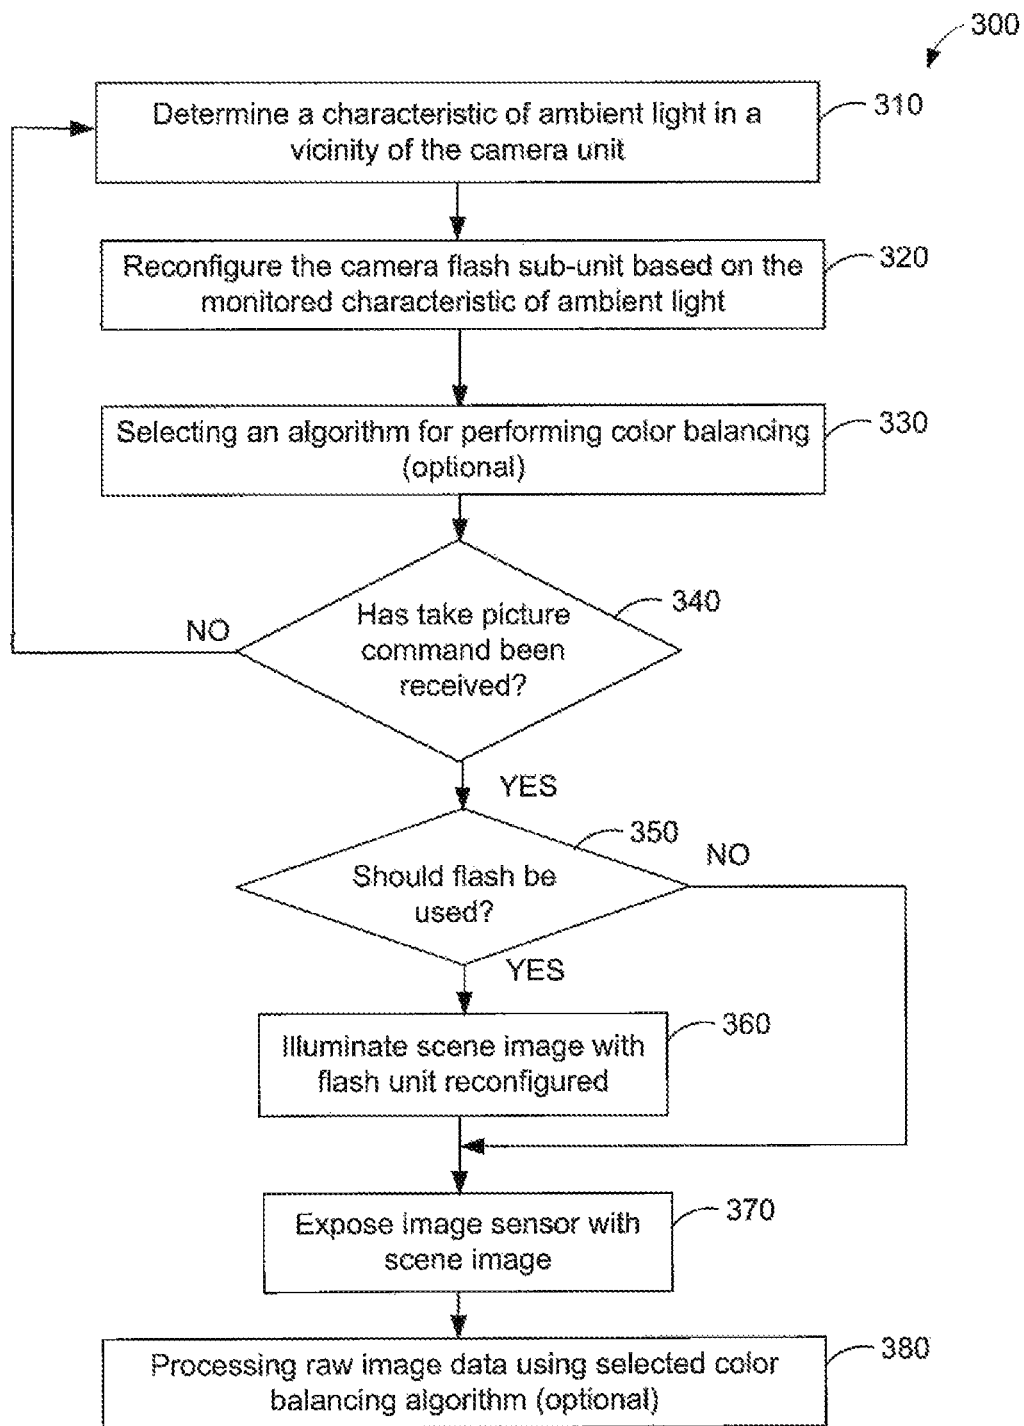 300
Determine a characteristic of ambient light in a
vicinity of the camera unit
310
Reconfigure the camera flash sub-unit based on the
monitored characteristic of ambient light
320
Selecting an algorithm for performing color balancing
(optional)
330
Has take picture
command been
received?
340
NO
YES
Should flash be
used?
350
NO
YES
Illuminate scene image with
flash unit reconfigured
360
Expose image sensor with
scene image
370
Processing raw image data using selected color
balancing algorithm (optional)
380